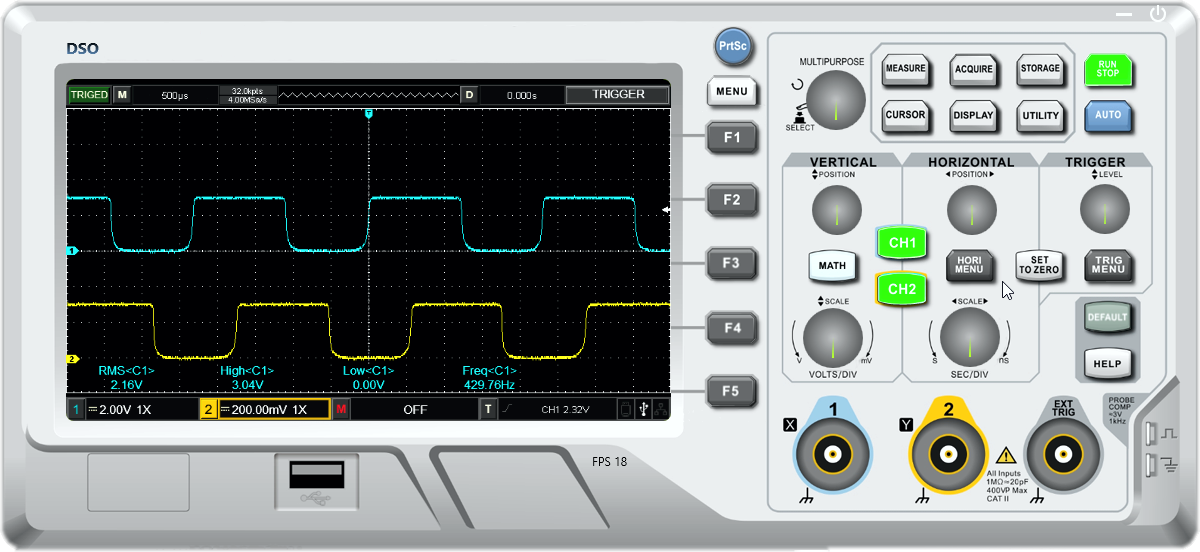 DSO
PrtSc
MENU
F1
F2
F3
F4
F5
TRIGED M 500µs 32.0kpts D 0.000s TRIGGER
4.00MSa/s
T
1
2
RMS<C1> High<C1> Low<C1> Freq<C1>
2.16V 3.04V 0.00V 429.76Hz
1 2.00V 1X 2 200.00mV 1X M OFF T CH1 2.32V
FPS 18
MULTIPURPOSE
SELECT
MEASURE ACQUIRE STORAGE
RUN
STOP
CURSOR DISPLAY UTILITY
AUTO
VERTICAL HORIZONTAL TRIGGER
POSITION POSITION LEVEL
CH1
MATH
HORI
MENU
SET
TO ZERO
TRIG
MENU
CH2
SCALE SCALE
V mV
S nS
VOLTS/DIV SEC/DIV
DEFAULT
HELP
X 1
Y 2
EXT
TRIG
PROBE
COMP
≈3V
1kHz
All Inputs
1MΩ=20pF
400VP Max
CAT II